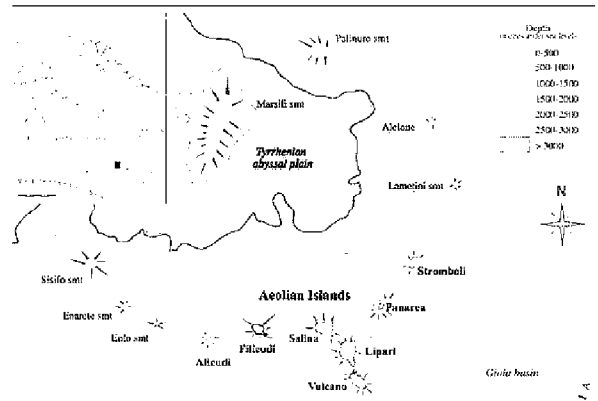 Palinuro smt
Depth
0-500
500-1000
1000-1500
1500-2000
2000-2500
2500-3000
> 3000
Marsili smt
Alcione
Tyrrhenian
abyssal plain
Lametini smt
N
Stromboli
Sisifo smt
Aeolian Islands
Panarea
Enarete smt
Eolo smt
Filicudi
Salina
Alicudi
Lipari
Vulcano
Gioia basin